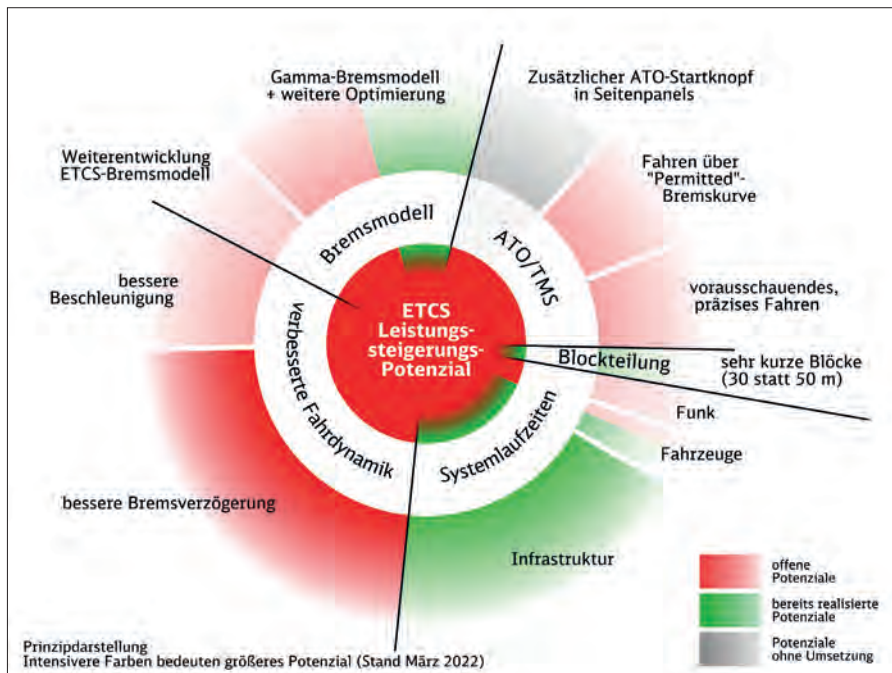 Gamma-Bremsmodell
+ weitere Optimierung
Zusätzlicher ATO-Startknopf
in Seitenpanels
Weiterentwicklung
ETCS-Bremsmodell
Fahren über
"Permitted"-
Bremskurve
Bremsmodell
ATO/TMS
bessere
Beschleunigung
vorausschauendes,
präzises Fahren
ETCS
Leistungs-
steigerungs-
Potenzial
verbesserte Fahrdynamik
Blockteilung
sehr kurze Blöcke
(30 statt 50 m)
Funk
Fahrzeuge
Systemlaufzeiten
bessere Bremsverzögerung
Infrastruktur
offene
Potenziale
bereits realisierte
Potenziale
Potenziale
ohne Umsetzung
Prinzipdarstellung
Intensivere Farben bedeuten größeres Potenzial (Stand März 2022)